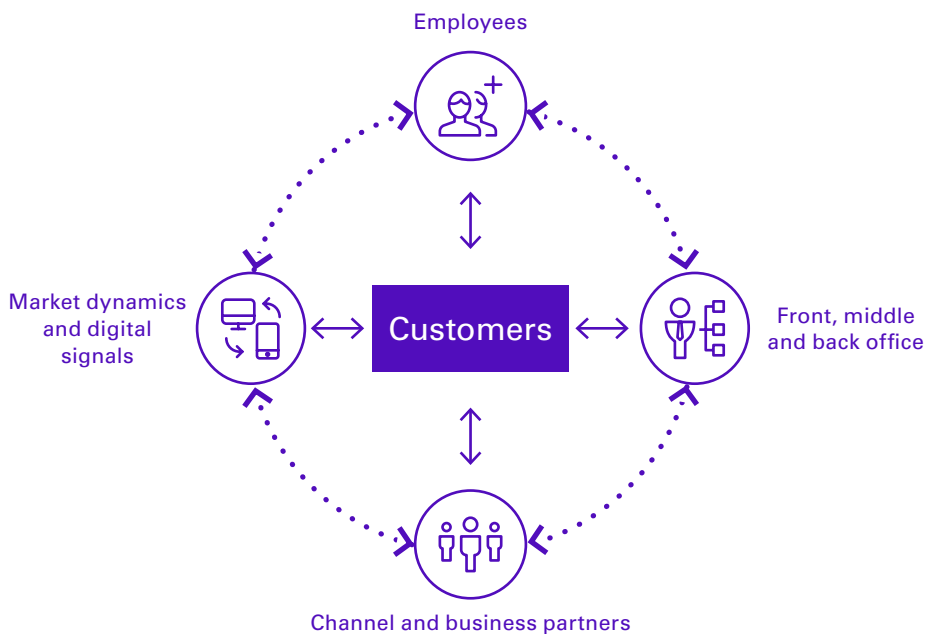 Employees
Market dynamics
and digital
signals
Customers
Front, middle
and back office
Channel and business partners